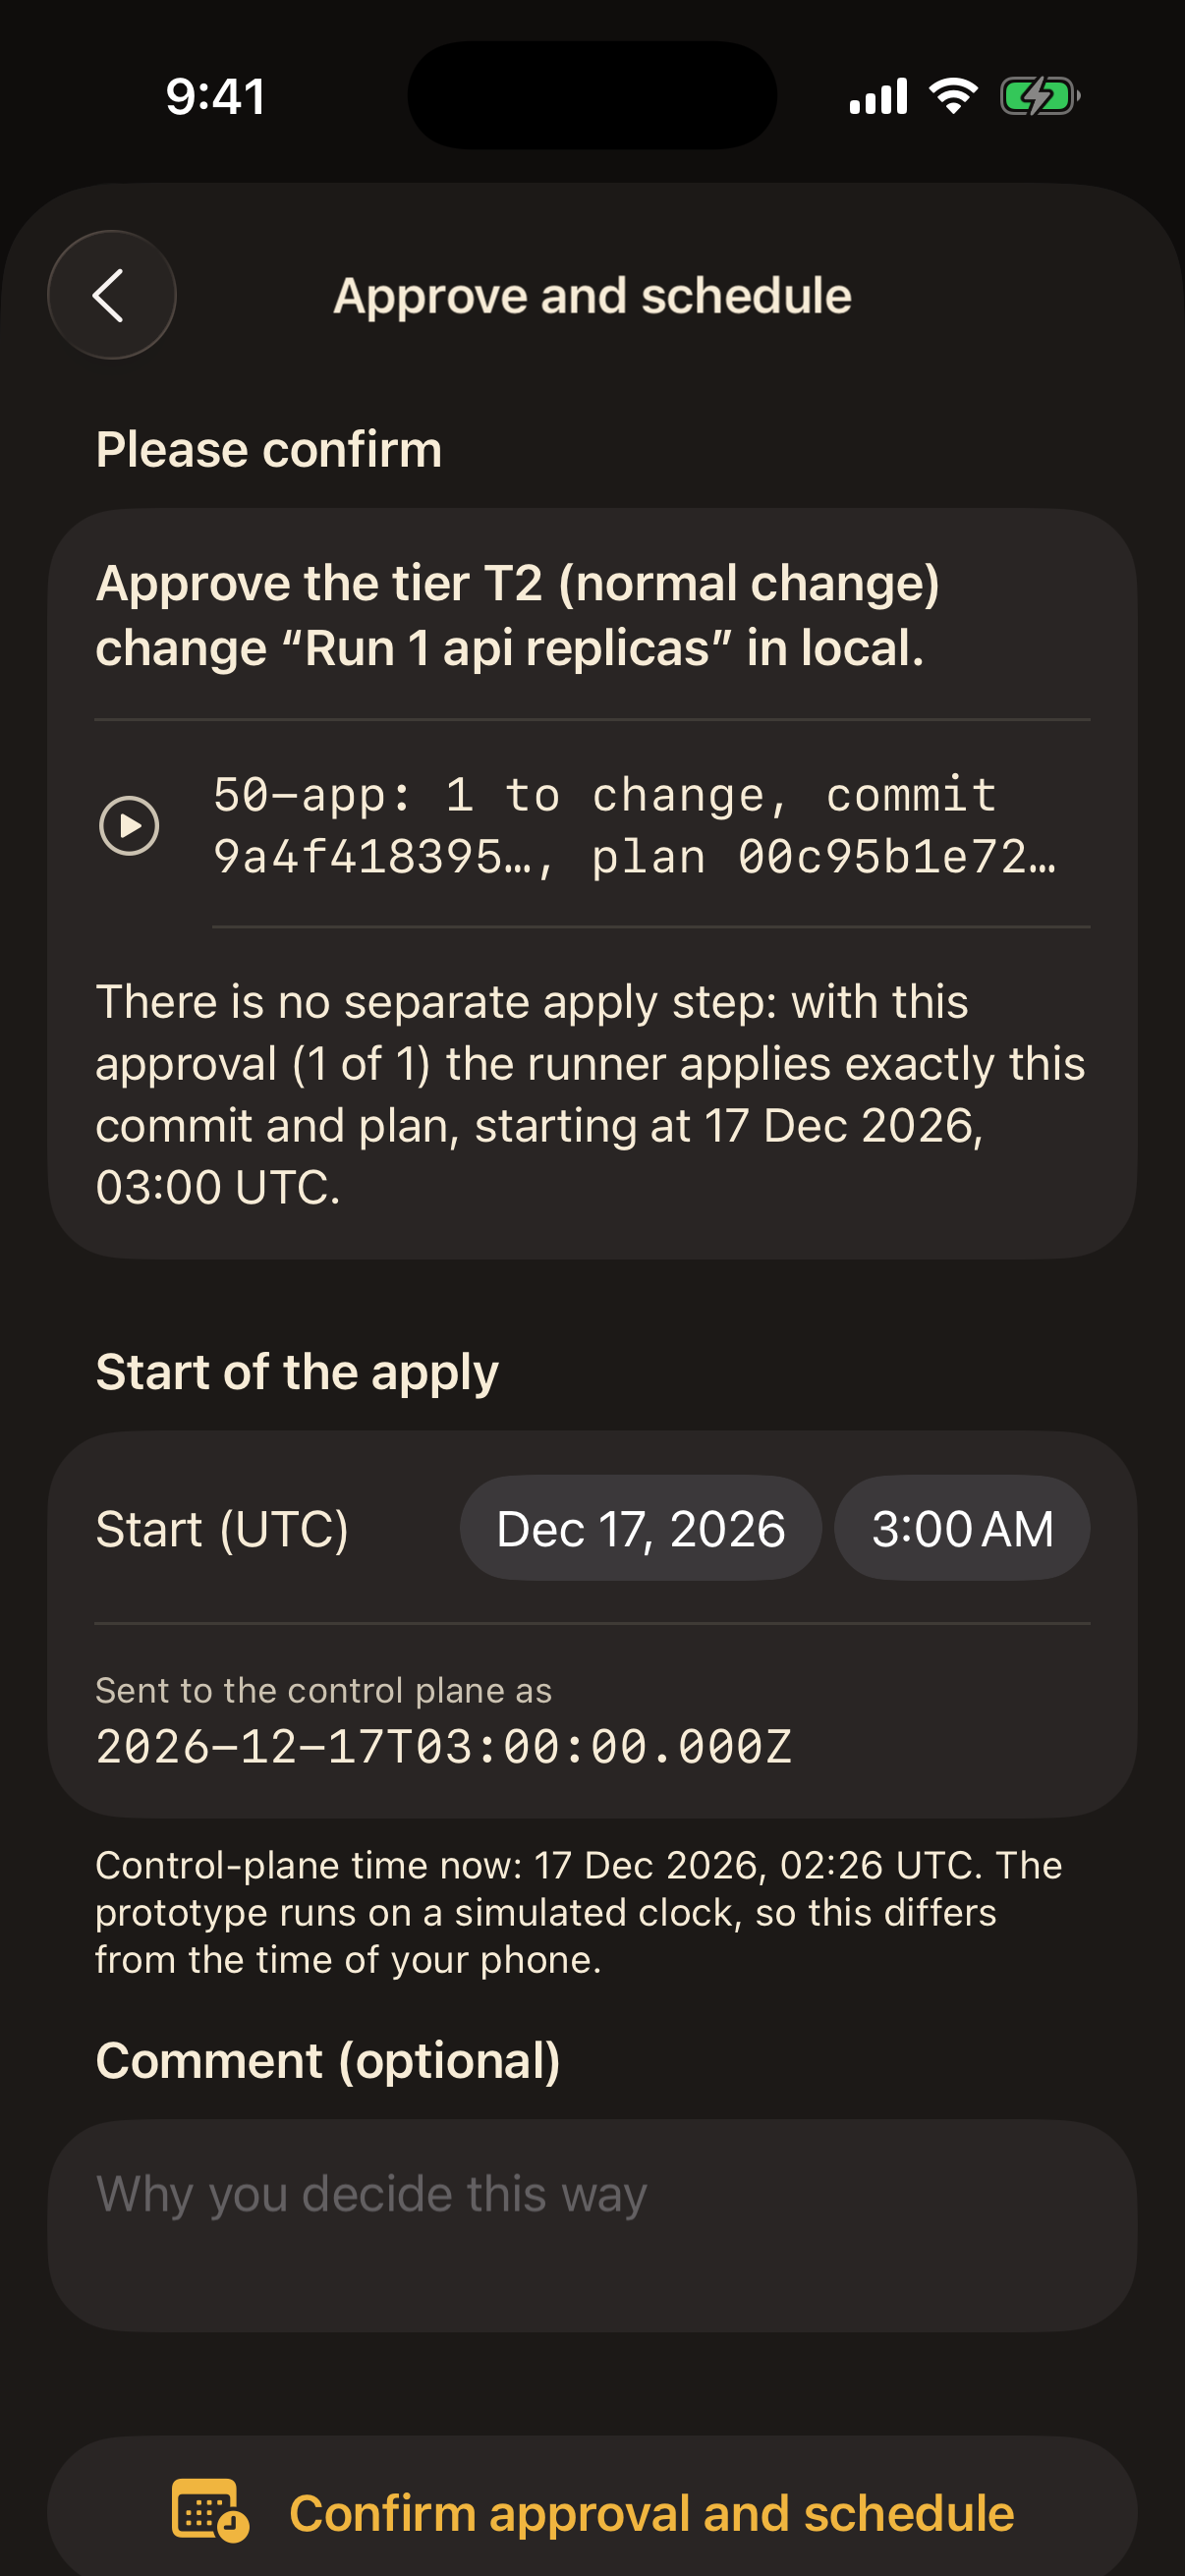 9:41
Approve and schedule
Please confirm
Approve the tier T2 (normal change)
change “Run 1 api replicas” in local.
50-app: 1 to change, commit
9a4f418395…, plan 00c95b1e72…
There is no separate apply step: with this
approval (1 of 1) the runner applies exactly this
commit and plan, starting at 17 Dec 2026,
03:00 UTC.
Start of the apply
Start (UTC) Dec 17, 2026 3:00 AM
Sent to the control plane as
2026-12-17T03:00:00.000Z
Control-plane time now: 17 Dec 2026, 02:26 UTC. The
prototype runs on a simulated clock, so this differs
from the time of your phone.
Comment (optional)
Why you decide this way
Confirm approval and schedule